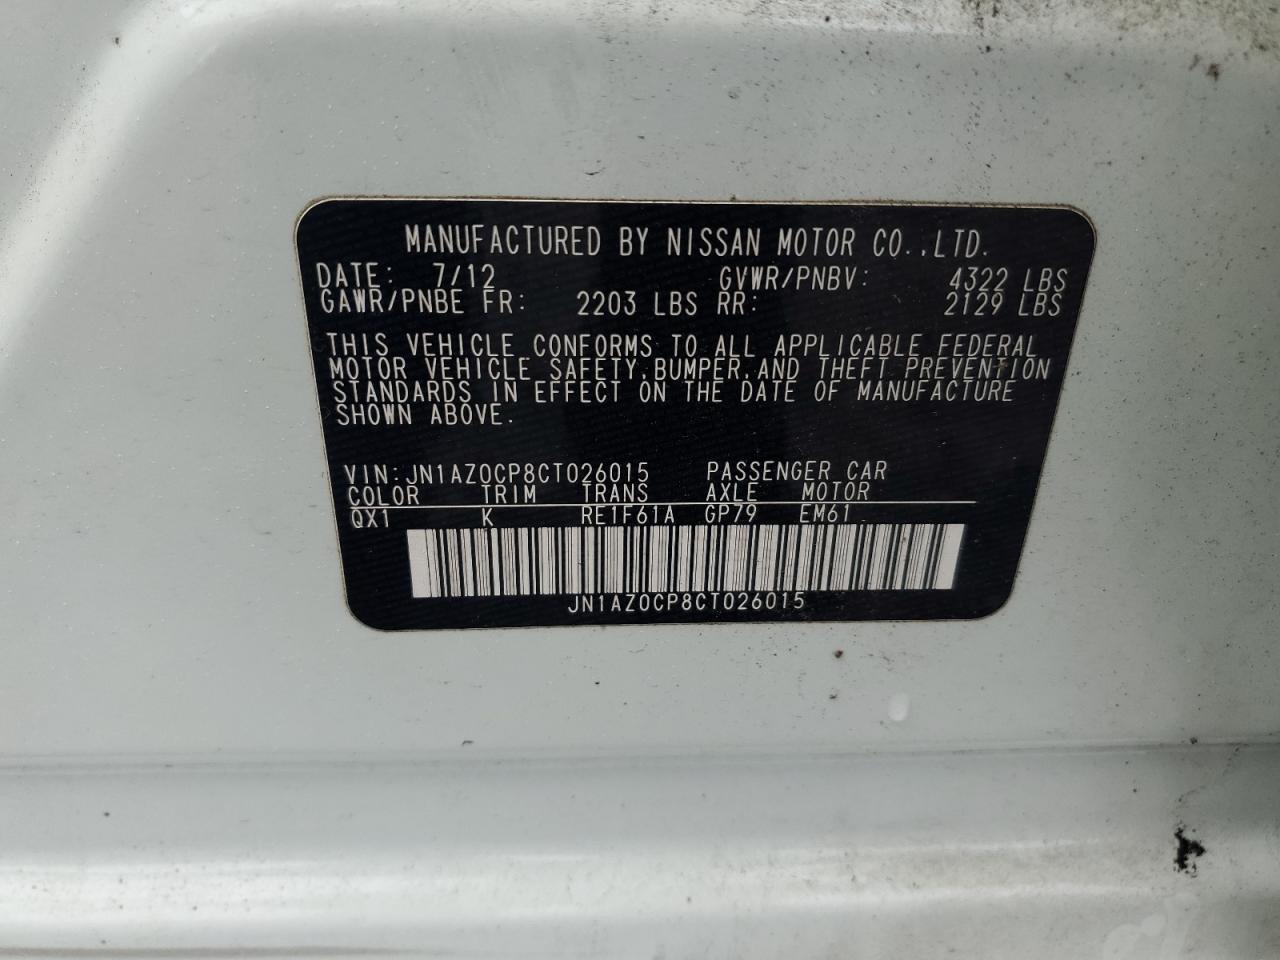 MANUFACTURED BY NISSAN MOTOR CO.,LTD.
DATE: 7/12 GVWR/PNBV: 4322 LBS
GAWR/PNBE FR: 2203 LBS RR: 2129 LBS
THIS VEHICLE CONFORMS TO ALL APPLICABLE FEDERAL
MOTOR VEHICLE SAFETY,BUMPER,AND THEFT PREVENTION
STANDARDS IN EFFECT ON THE DATE OF MANUFACTURE
SHOWN ABOVE.
VIN:JN1AZ0CP8CT026015 PASSENGER CAR
COLOR TRIM TRANS AXLE MOTOR
QX1 K RE1F61A GP79 EM61
JN1AZ0CP8CT026015